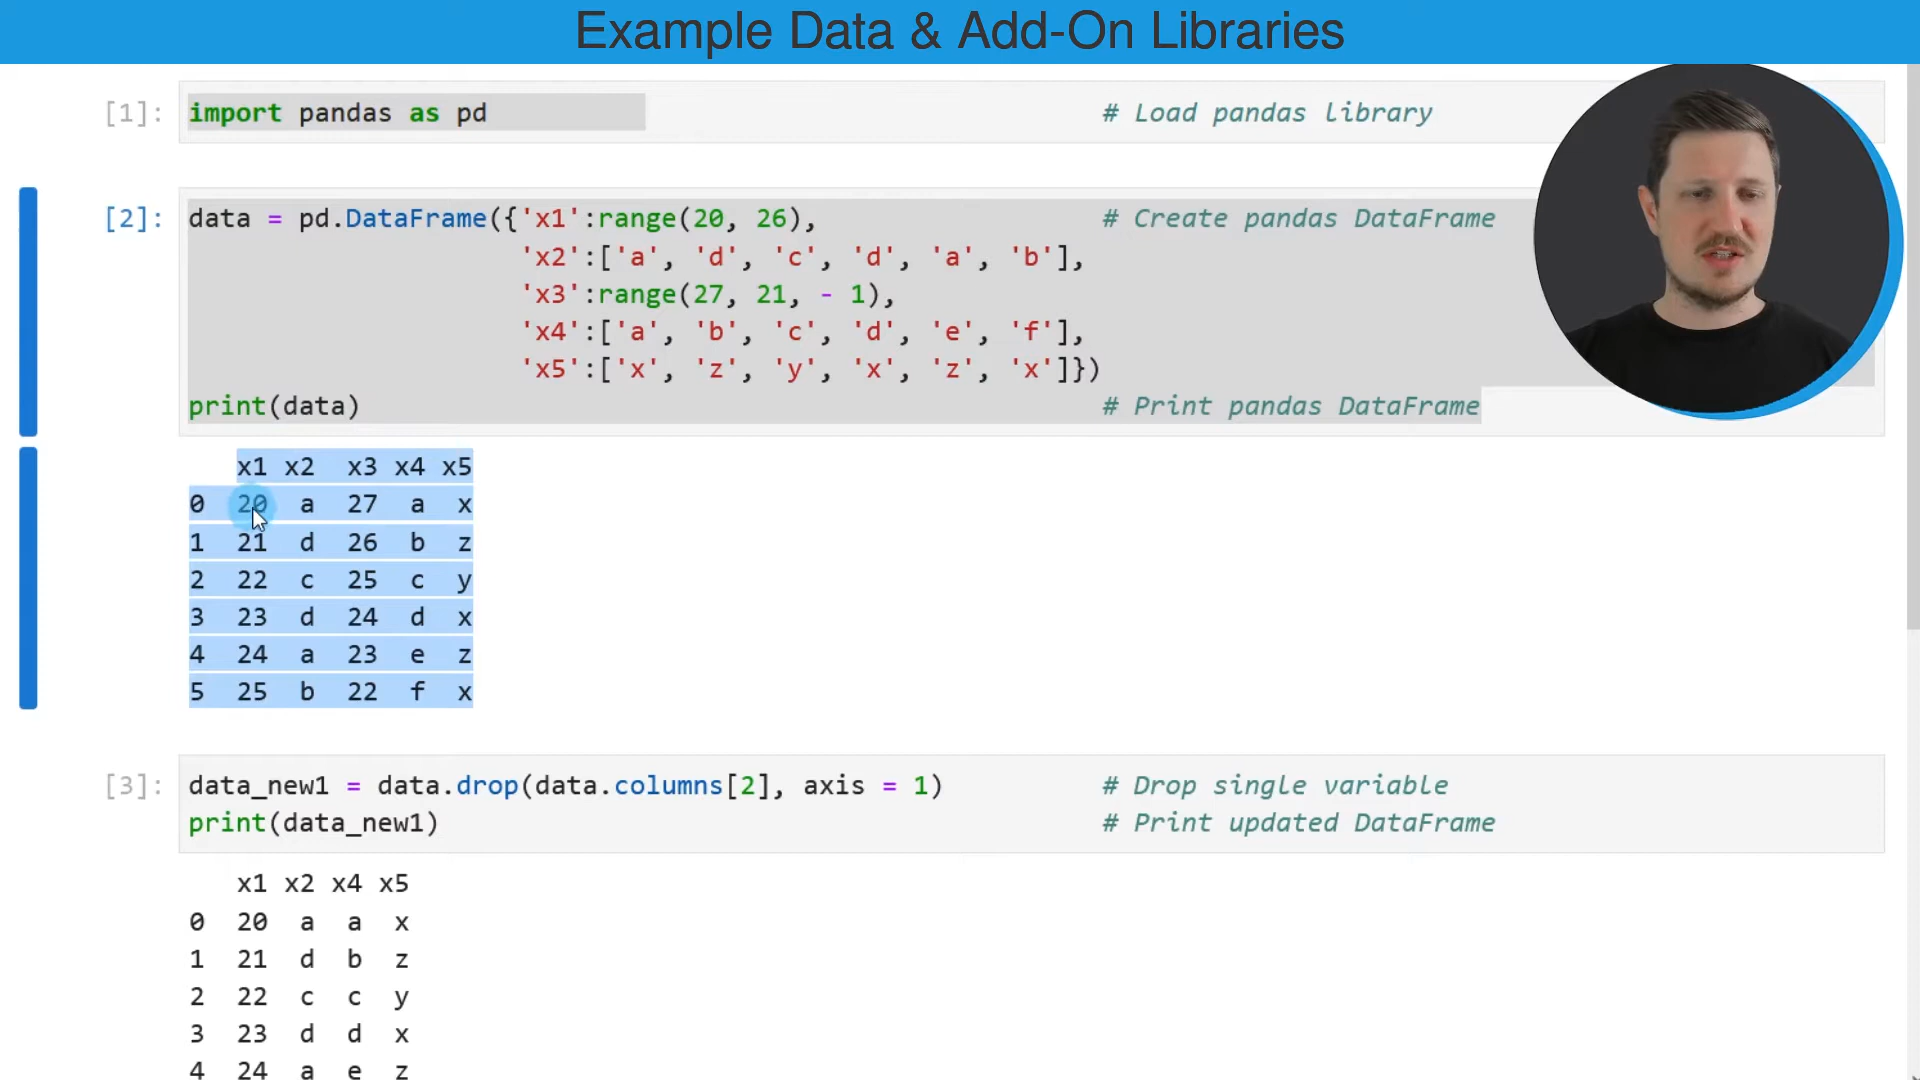 Example Data & Add-On Libraries
[1]: import pandas as pd # Load pandas library
[2]: data = pd.DataFrame({'x1':range(20, 26), # Create pandas DataFrame
'x2':['a', 'd', 'c', 'd', 'a', 'b'],
'x3':range(27, 21, - 1),
'x4':['a', 'b', 'c', 'd', 'e', 'f'],
'x5':['x', 'z', 'y', 'x', 'z', 'x']})
print(data) # Print pandas DataFrame
x1 x2 x3 x4 x5
0 20 a 27 a x
1 21 d 26 b z
2 22 c 25 c y
3 23 d 24 d x
4 24 a 23 e z
5 25 b 22 f x
[3]: data_new1 = data.drop(data.columns[2], axis = 1) # Drop single variable
print(data_new1) # Print updated DataFrame
x1 x2 x4 x5
0 20 a a x
1 21 d b z
2 22 c c y
3 23 d d x
4 24 a e z